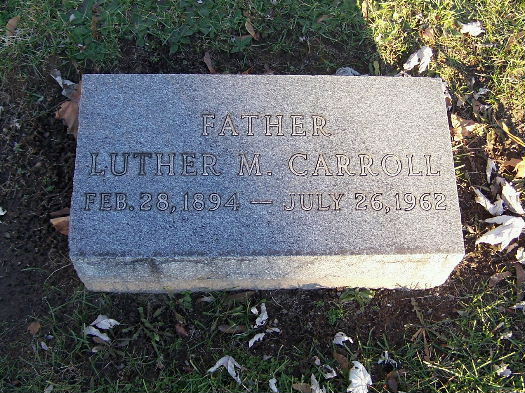 FATHER
LUTHER M. CARROLL
FEB. 28, 1894 — JULY 26, 1962